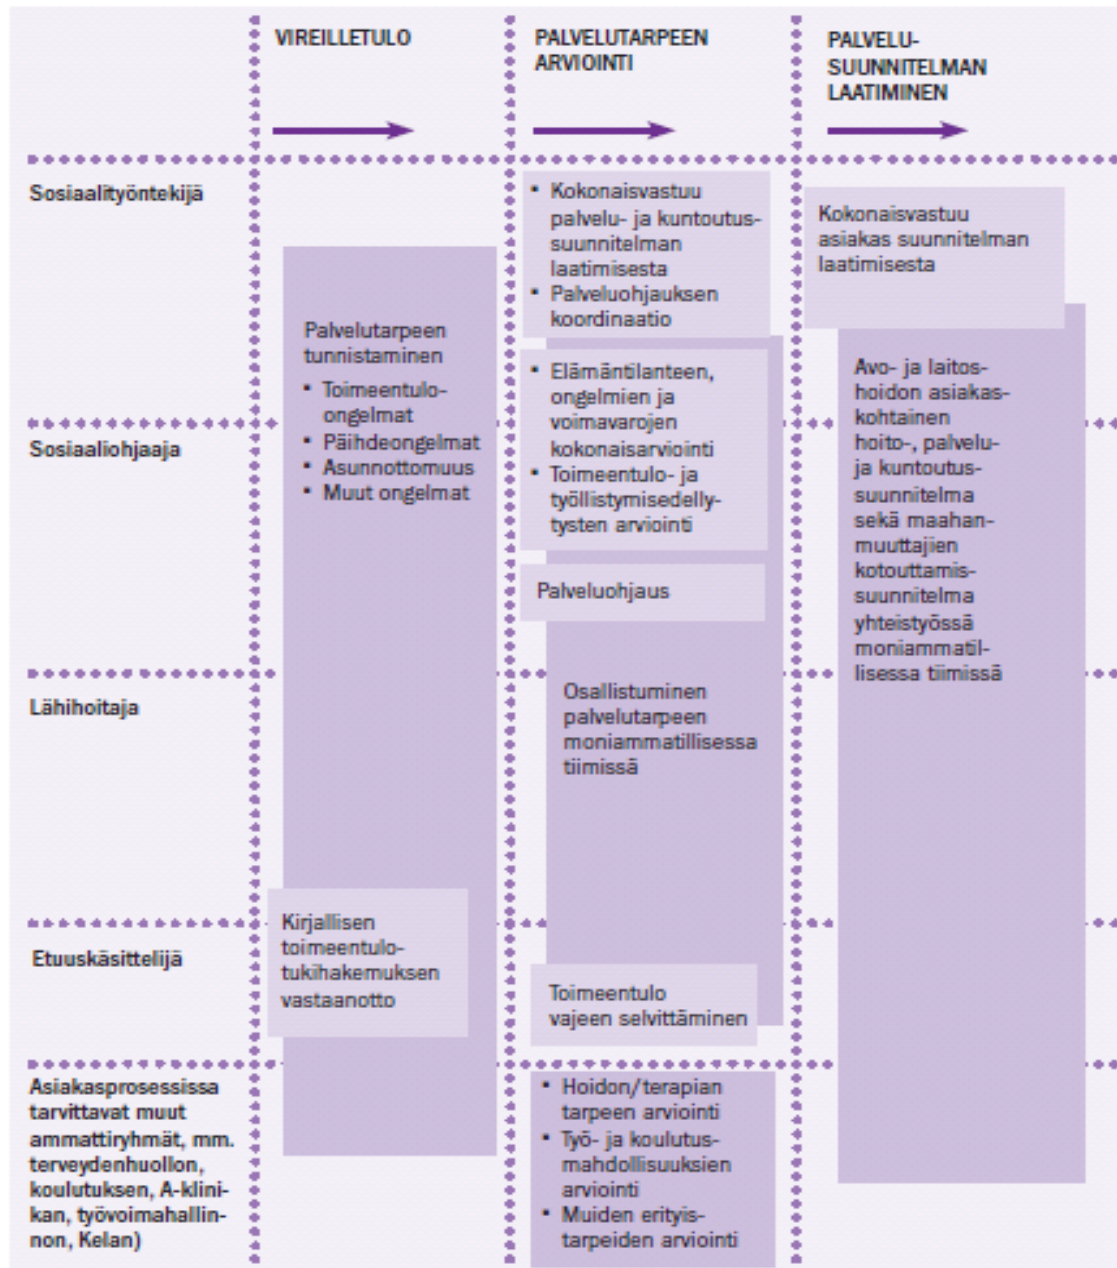 VIREILLETULO
PALVELUTARPEEN
ARVIOINTI
PALVELU-
SUUNNITELMAN
LAATIMINEN
Sosiaalityöntekijä
Palvelutarpeen
tunnistaminen
▪ Toimeentulo-
ongelmat
▪ Päihdeongelmat
▪ Asunnottomuus
▪ Muut ongelmat
▪ Kokonaisvastuu
palvelu- ja kuntoutus-
suunnitelman
laatimisesta
▪ Palveluohjauksen
koordinaatio
Kokonaisvastuu
asiakas suunnitelman
laatimisesta
Sosiaaliohjaaja
▪ Elämäntilanteen,
ongelmien ja
voimavarojen
kokonaisarviointi
▪ Toimeentulo- ja
työllistymisedelly-
tysten arviointi
Palveluohjaus
Avo- ja laitos-
hoidon asiakas-
kohtainen
hoito-, palvelu-
ja kuntoutus-
suunnitelma
sekä maahan-
muuttajien
kotouttamis-
suunnitelma
yhteistyössä
moniammatil-
lisessa tiimissä
Lähihoitaja
Osallistuminen
palvelutarpeen
moniammatillisessa
tiimissä
Etuuskäsittelijä
Kirjallisen
toimeentulo-
tukihakemuksen
vastaanotto
Toimeentulo
vajeen selvittäminen
Asiakasprosessissa
tarvittavat muut
ammattiryhmät, mm.
terveydenhuollon,
koulutuksen, A-klini-
kan, työvoimahallin-
non, Kelan)
▪ Hoidon/terapian
tarpeen arviointi
▪ Työ- ja koulutus-
mahdollisuuksien
arviointi
▪ Muiden erityis-
tarpeiden arviointi